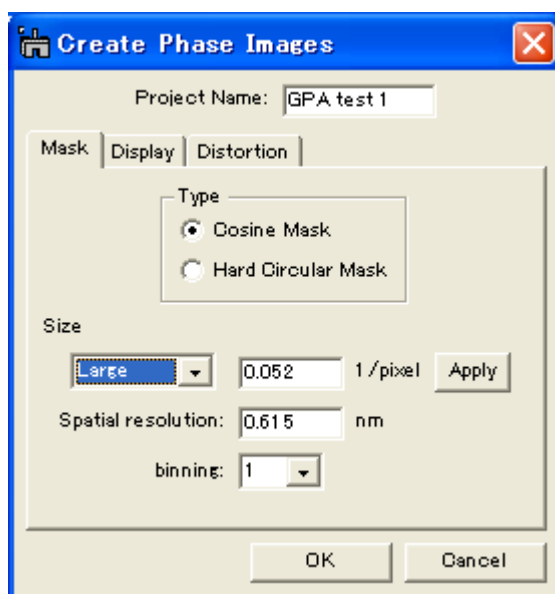 Create Phase Images
Project Name: GPA test 1
Mask Display Distortion
Type
Cosine Mask
Hard Circular Mask
Size
Large 0.052 1/pixel Apply
Spatial resolution: 0.615 nm
binning: 1
OK Cancel